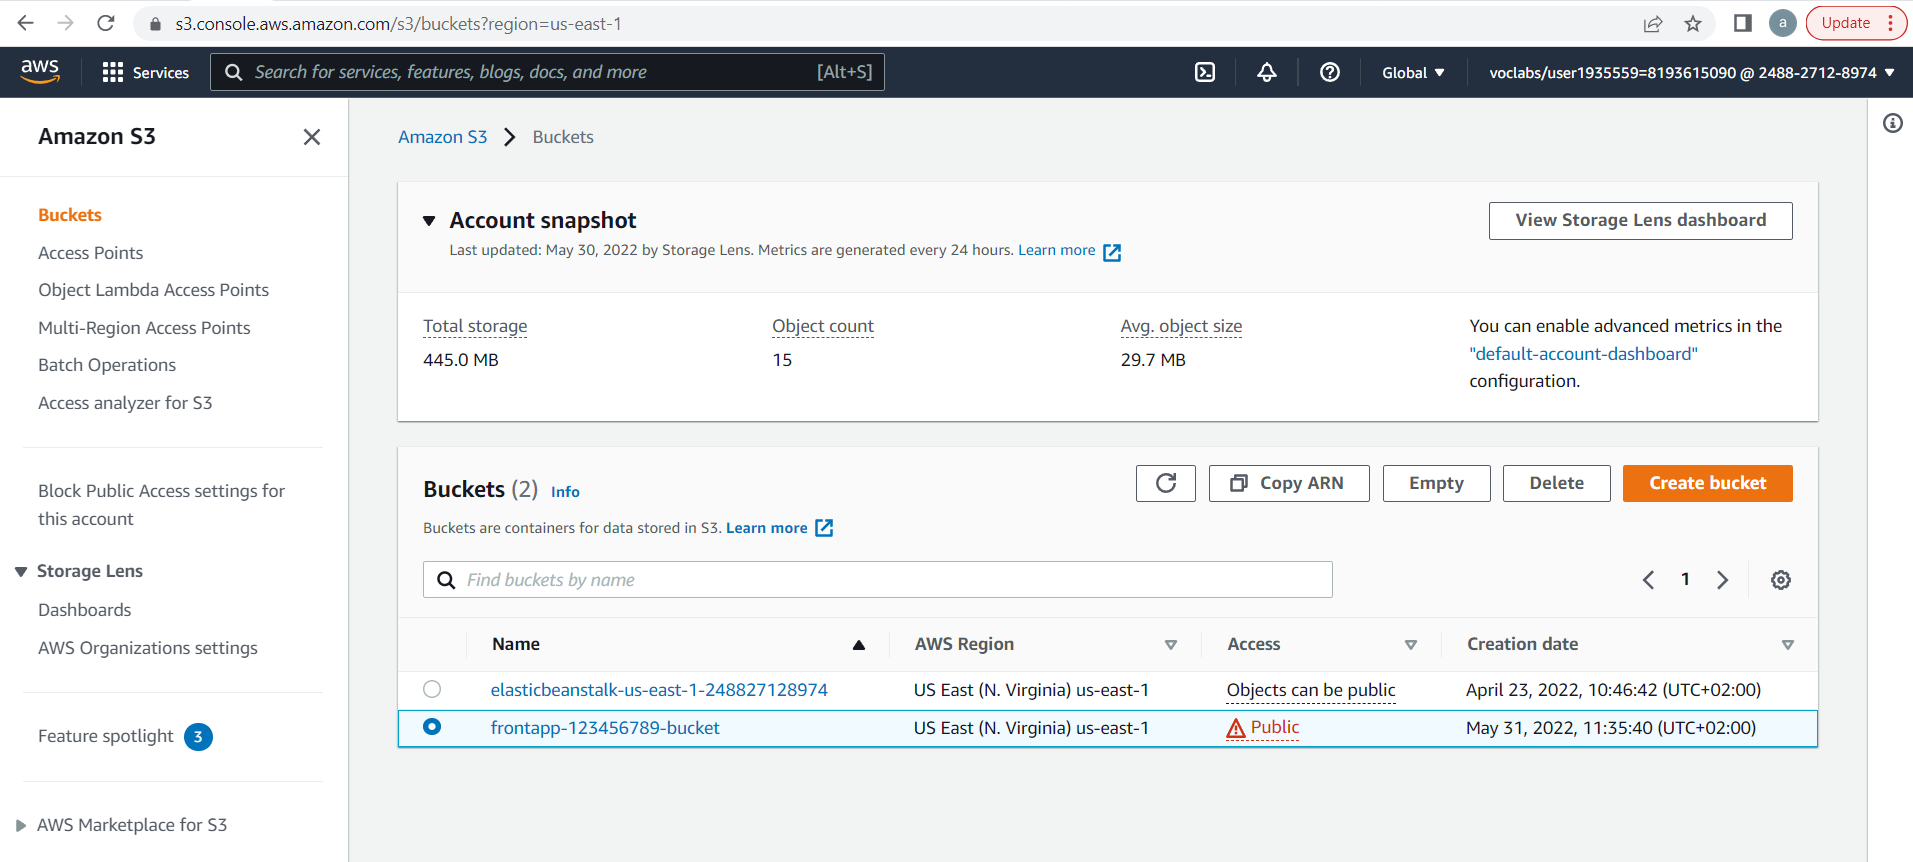 s3.console.aws.amazon.com/s3/buckets?region=us-east-1
a
Update
aws
Services
Search for services, features, blogs, docs, and more
[Alt+S]
Global
voclabs/user1935559=8193615090 @ 2488-2712-8974
Amazon S3
Buckets
Access Points
Object Lambda Access Points
Multi-Region Access Points
Batch Operations
Access analyzer for S3
Block Public Access settings for
this account
Storage Lens
Dashboards
AWS Organizations settings
Feature spotlight 3
AWS Marketplace for S3
Amazon S3 Buckets
Account snapshot
Last updated: May 30, 2022 by Storage Lens. Metrics are generated every 24 hours. Learn more
View Storage Lens dashboard
Total storage
445.0 MB
Object count
15
Avg. object size
29.7 MB
You can enable advanced metrics in the
"default-account-dashboard"
configuration.
Buckets (2) Info
Copy ARN
Empty
Delete
Create bucket
Buckets are containers for data stored in S3. Learn more
Find buckets by name
1
Name AWS Region Access Creation date
elasticbeanstalk-us-east-1-248827128974 US East (N. Virginia) us-east-1 Objects can be public April 23, 2022, 10:46:42 (UTC+02:00)
frontapp-123456789-bucket US East (N. Virginia) us-east-1 Public May 31, 2022, 11:35:40 (UTC+02:00)